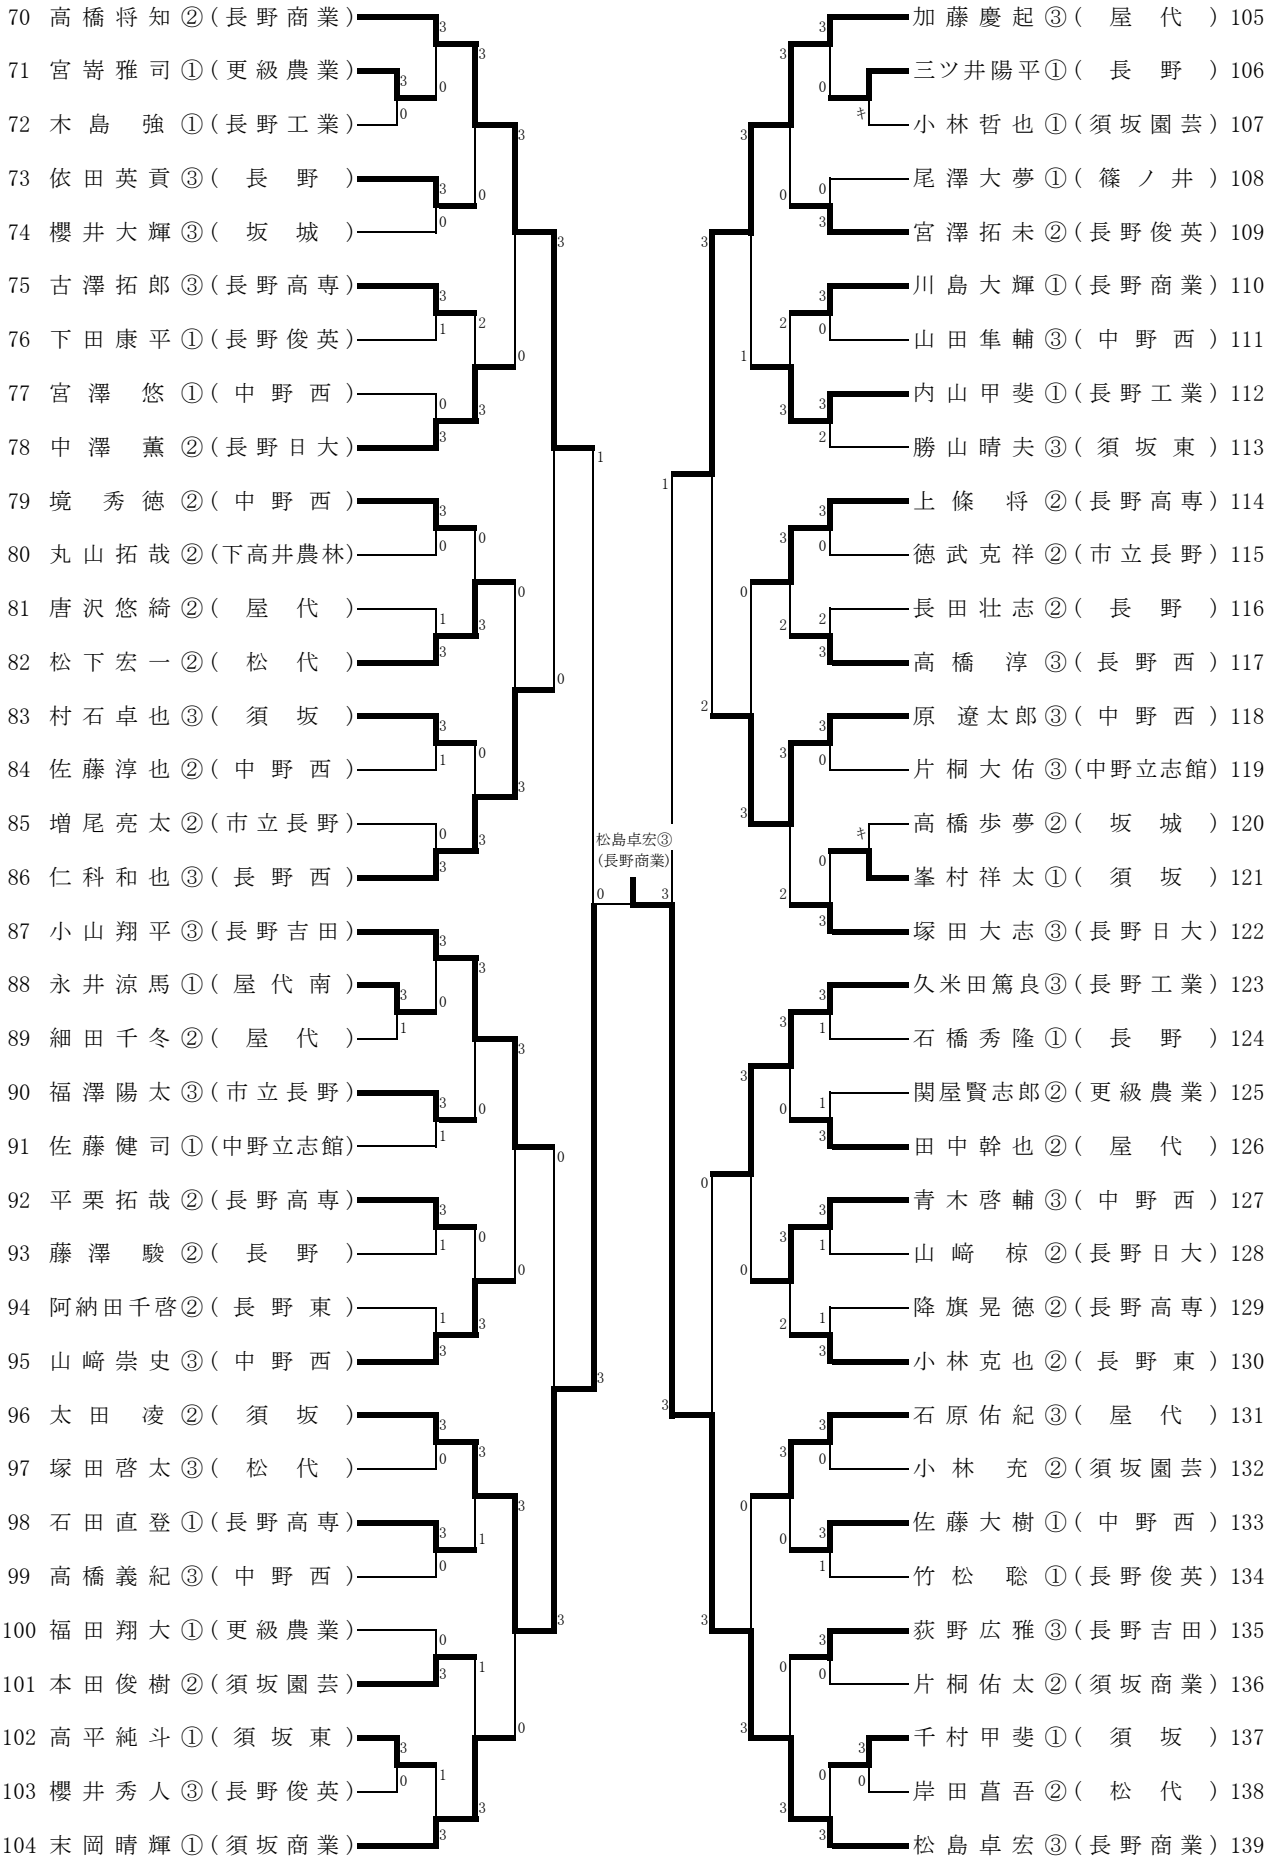 70 高橋将知②(長野商業)
71 宮嵜雅司①(更級農業)
72 木島 強①(長野工業)
73 依田英貢③(長野)
74 櫻井大輝③(坂城)
75 古澤拓郎③(長野高専)
76 下田康平①(長野俊英)
77 宮澤 悠①(中野西)
78 中澤 薫②(長野日大)
79 境 秀徳②(中野西)
80 丸山拓哉②(下高井農林)
81 唐沢悠綺②(屋代)
82 松下宏一②(松代)
83 村石卓也③(須坂)
84 佐藤淳也②(中野西)
85 増尾亮太②(市立長野)
86 仁科和也③(長野西)
87 小山翔平③(長野吉田)
88 永井涼馬①(屋代南)
89 細田千冬②(屋代)
90 福澤陽太③(市立長野)
91 佐藤健司①(中野立志館)
92 平栗拓哉②(長野高専)
93 藤澤 駿②(長野)
94 阿納田千啓②(長野東)
95 山﨑崇史③(中野西)
96 太田 凌②(須坂)
97 塚田啓太③(松代)
98 石田直登①(長野高専)
99 高橋義紀③(中野西)
100 福田翔大①(更級農業)
101 本田俊樹②(須坂園芸)
102 高平純斗①(須坂東)
103 櫻井秀人③(長野俊英)
104 末岡晴輝①(須坂商業)
松島卓宏③
(長野商業)
加藤慶起③(屋代) 105
三ツ井陽平①(長野) 106
小林哲也①(須坂園芸) 107
尾澤大夢①(篠ノ井) 108
宮澤拓未②(長野俊英) 109
川島大輝①(長野商業) 110
山田隼輔③(中野西) 111
内山甲斐①(長野工業) 112
勝山晴夫③(須坂東) 113
上條 将②(長野高専) 114
徳武克祥②(市立長野) 115
長田壮志②(長野) 116
高橋 淳③(長野西) 117
原 遼太郎③(中野西) 118
片桐大佑③(中野立志館) 119
高橋歩夢②(坂城) 120
峯村祥太①(須坂) 121
塚田大志③(長野日大) 122
久米田篤良③(長野工業) 123
石橋秀隆①(長野) 124
関屋賢志郎②(更級農業) 125
田中幹也②(屋代) 126
青木啓輔③(中野西) 127
山﨑 椋②(長野日大) 128
降旗晃徳②(長野高専) 129
小林克也②(長野東) 130
石原佑紀③(屋代) 131
小林 充②(須坂園芸) 132
佐藤大樹①(中野西) 133
竹松 聡①(長野俊英) 134
荻野広雅③(長野吉田) 135
片桐佑太②(須坂商業) 136
千村甲斐①(須坂) 137
岸田菖吾②(松代) 138
松島卓宏③(長野商業) 139